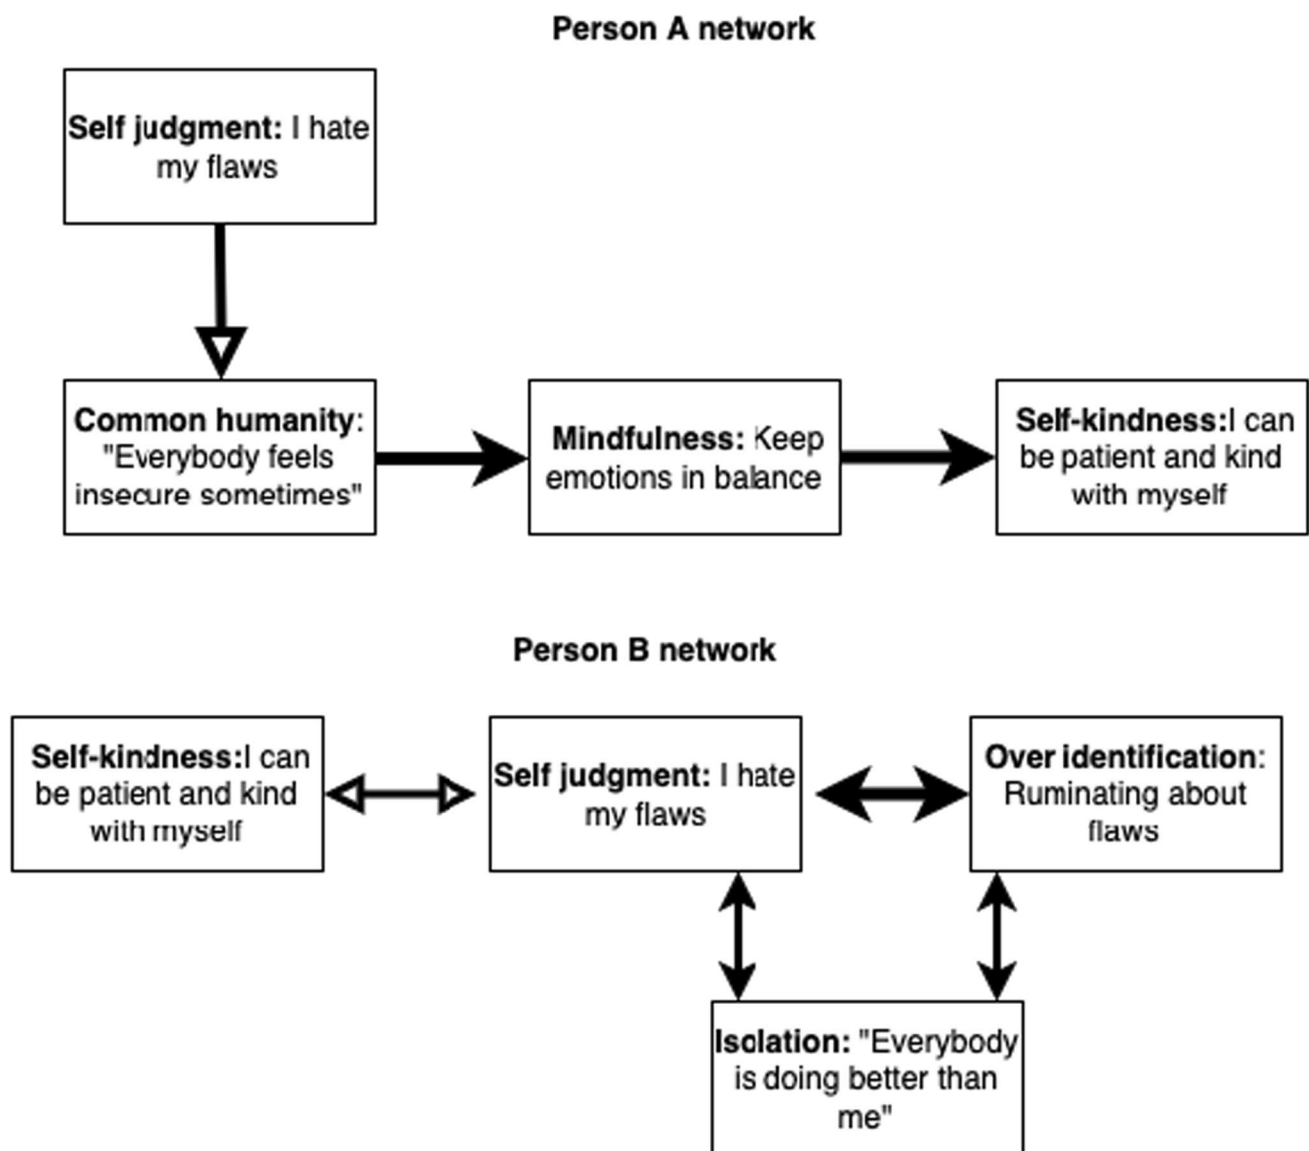 Person A network
Self judgment: I hate
my flaws
Common humanity:
"Everybody feels
insecure sometimes"
Mindfulness: Keep
emotions in balance
Self-kindness:I can
be patient and kind
with myself
Person B network
Self-kindness:I can
be patient and kind
with myself
Self judgment: I hate
my flaws
Over identification:
Ruminating about
flaws
Isolation: "Everybody
is doing better than
me"